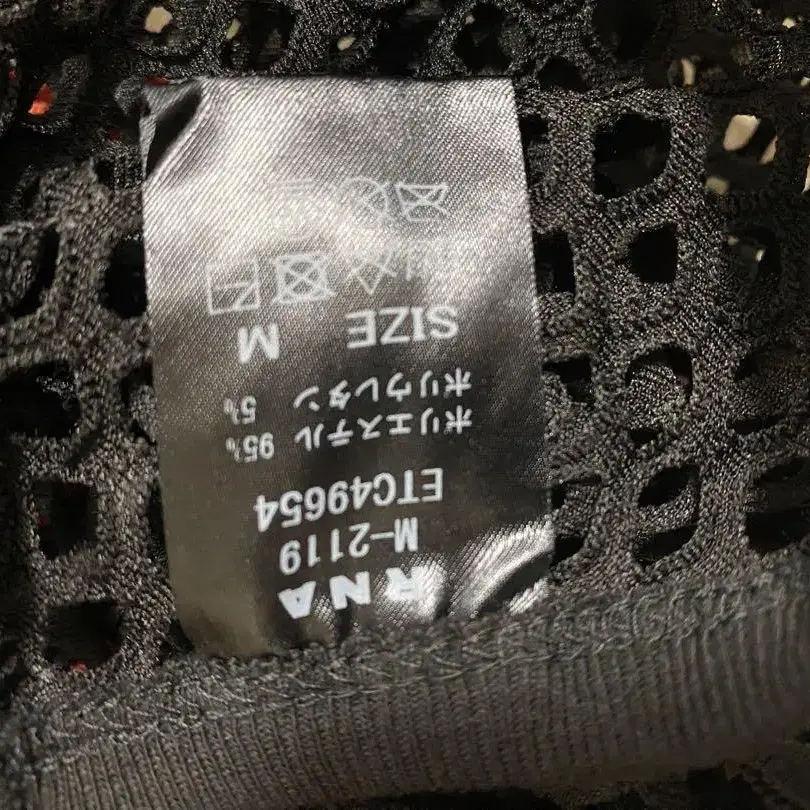 RNA
M-2119
ETC49654
ポリエステル 95%
ポリウレタン 5%
SIZE M